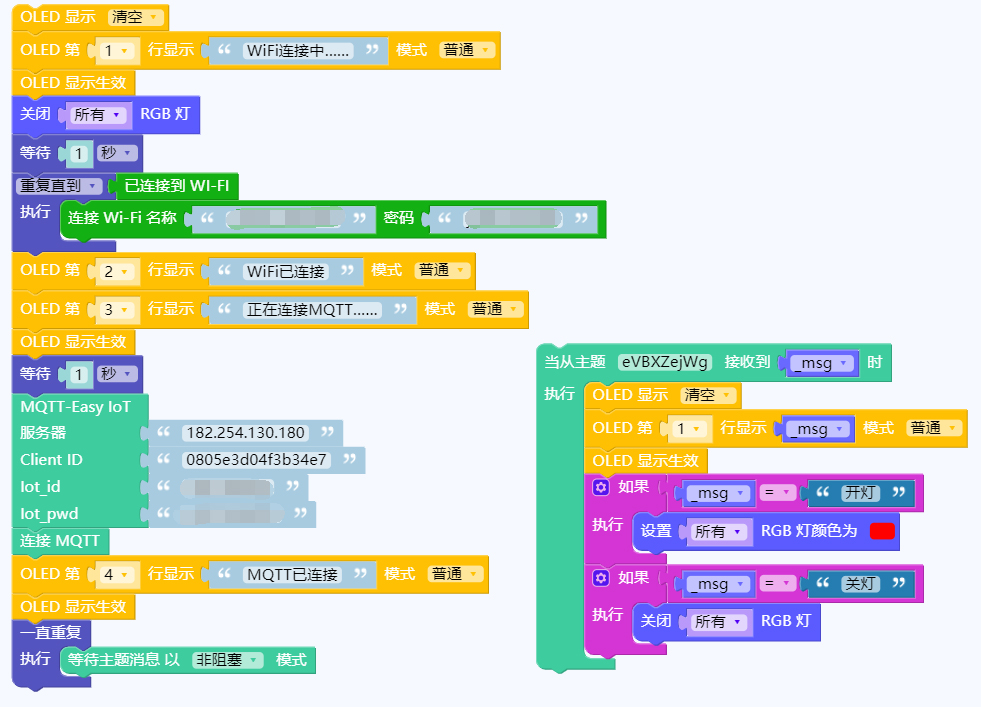 OLED 显示 清空
OLED 第 1 行显示 “ WiFi连接中...... ” 模式 普通
OLED 显示生效
关闭 所有 RGB 灯
等待 1 秒
重复直到 已连接到 WI-FI
执行 连接 Wi-Fi 名称 “ ” 密码 “ ”
OLED 第 2 行显示 “ WiFi已连接 ” 模式 普通
OLED 第 3 行显示 “ 正在连接MQTT...... ” 模式 普通
OLED 显示生效
等待 1 秒
MQTT-Easy IoT
服务器 “ 182.254.130.180 ”
Client ID “ 0805e3d04f3b34e7 ”
Iot_id “ ”
Iot_pwd “ ”
连接 MQTT
OLED 第 4 行显示 “ MQTT已连接 ” 模式 普通
OLED 显示生效
一直重复
执行 等待主题消息 以 非阻塞 模式
当从主题 eVBXZejWg 接收到 _msg 时
执行 OLED 显示 清空
OLED 第 1 行显示 _msg 模式 普通
OLED 显示生效
如果 _msg = “ 开灯 ”
执行 设置 所有 RGB 灯颜色为
如果 _msg = “ 关灯 ”
执行 关闭 所有 RGB 灯